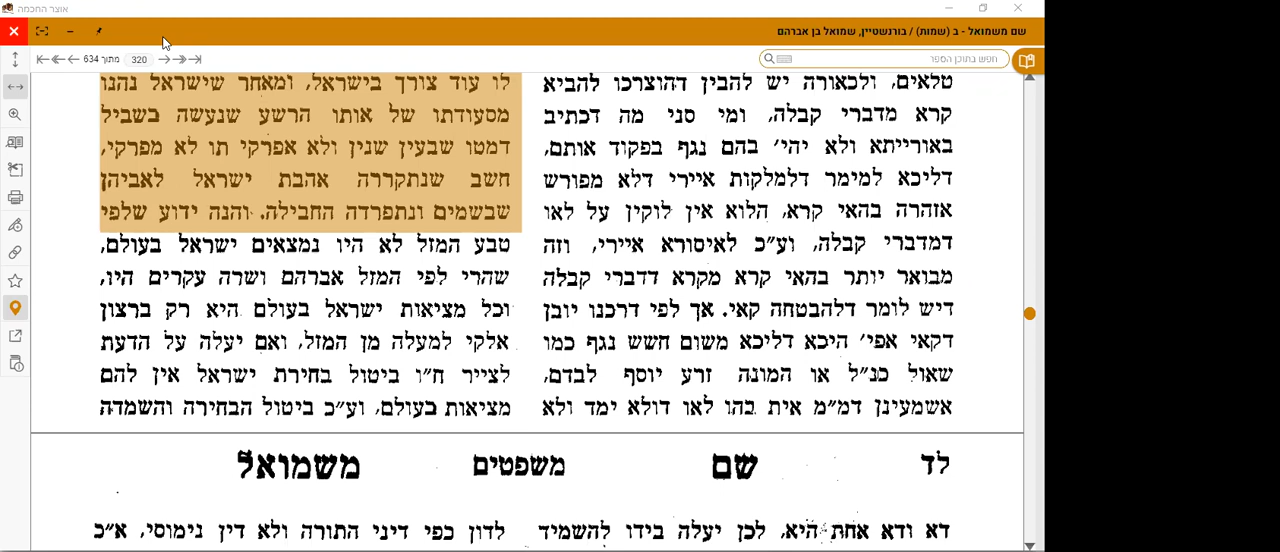 אוצר החכמה
שם משמואל - ב (שמות) / בורנשטיין, שמואל בן אברהם
320 מתוך 634
חפש בתוכן הספר
טלאים, ולכאורה יש להבין דהוצרכו להביא
קרא מדברי קבלה, ומי סני מה דכתיב
באורייתא ולא יהי׳ בהם נגף בפקוד אותם,
דליכא למימר דלמלקות איירי דלא מפורש
אזהרה בהאי קרא, הלוא אין לוקין על לאו
דמדברי קבלה, וע״כ לאיסורא איירי, וזה
מבואר יותר בהאי קרא מקרא דדברי קבלה
דיש לומר דלהבטחה קאי. אך לפי דרכנו יובן
דקאי אפי׳ היכא דליכא משום חשש נגף כמו
שאול כנ״ל או המונה זרע יוסף לבדם,
אשמעינן דמ״מ אית בהו לאו דולא ימד ולא
לו עוד צורך בישראל, ומאחר שישראל נהנו
מסעודתו של אותו הרשע שנעשה בשביל
דמטו שבעין שנין ולא אפרקי תו לא מפרקי,
חשב שנתקררה אהבת ישראל לאביהן
שבשמים ונתפרדה החבילה. והנה ידוע שלפי
טבע המזל לא היו נמצאים ישראל בעולם,
שהרי לפי המזל אברהם ושרה עקרים היו,
וכל מציאות ישראל בעולם היא רק ברצון
אלקי למעלה מן המזל, ואם יעלה על הדעת
לצייר ח״ו ביטול בחירת ישראל אין להם
מציאות בעולם, וע״כ ביטול הבחירה והשמדה
לד שם משפטים משמואל
דא ודא אחת היא, לכן יעלה בידו להשמיד
לדון כפי דיני התורה ולא דין נימוסי, א״כ